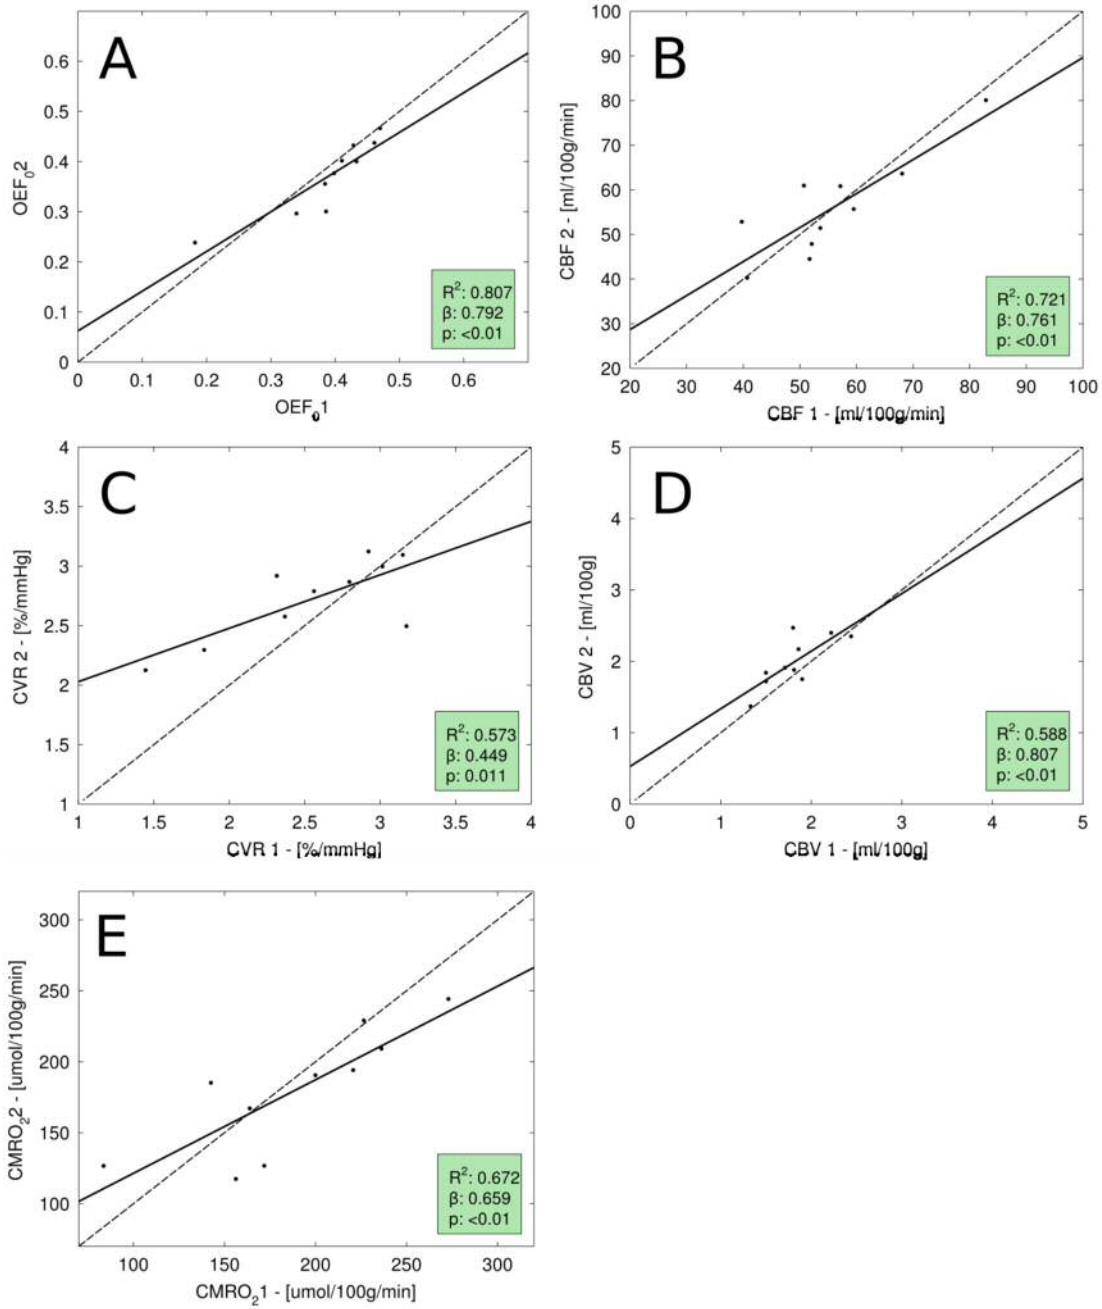 A
0.6
0.5
0.4
0.3
0.2
0.1
0
OEF₀2
R²: 0.807
β: 0.792
p: <0.01
0 0.1 0.2 0.3 0.4 0.5 0.6
OEF₀1
B
100
90
80
70
60
50
40
30
20
CBF 2 - [ml/100g/min]
R²: 0.721
β: 0.761
p: <0.01
20 30 40 50 60 70 80 90 100
CBF 1 - [ml/100g/min]
C
4
3.5
3
2.5
2
1.5
1
CVR 2 - [%/mmHg]
R²: 0.573
β: 0.449
p: 0.011
1 1.5 2 2.5 3 3.5 4
CVR 1 - [%/mmHg]
D
5
4
3
2
1
0
CBV 2 - [ml/100g]
R²: 0.588
β: 0.807
p: <0.01
0 1 2 3 4 5
CBV 1 - [ml/100g]
E
300
250
200
150
100
CMRO₂2 - [umol/100g/min]
R²: 0.672
β: 0.659
p: <0.01
100 150 200 250 300
CMRO₂1 - [umol/100g/min]